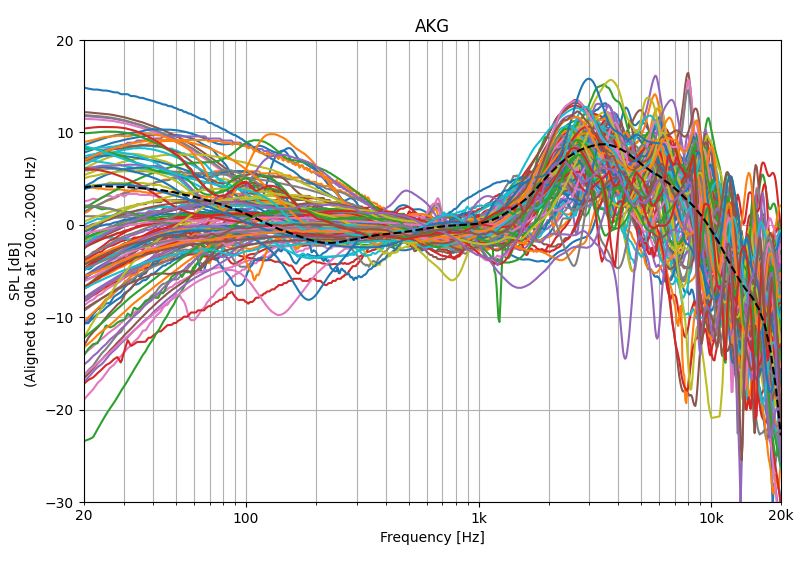 AKG
20
10
0
−10
−20
−30
SPL [dB]
(Aligned to 0db at 200...2000 Hz)
20
100
1k
10k
20k
Frequency [Hz]